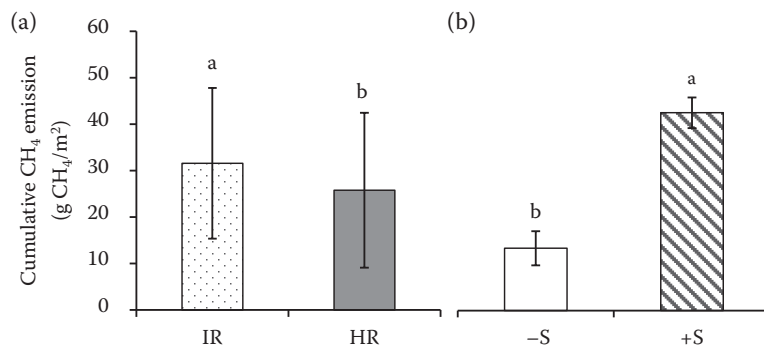 (a)
(b)
Cumulative CH₄ emission
(g CH₄/m²)
60
50
40
30
20
10
0
a
b
b
a
IR
HR
–S
+S